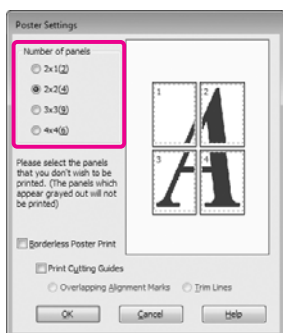 Poster Settings
Number of panels
2x1(2)
2x2(4)
3x3(9)
4x4(6)
1
2
3
4
Please select the panels
that you don't wish to be
printed. (The panels which
appear grayed out will not
be printed)
Borderless Poster Print
Print Cutting Guides
Overlapping Alignment Marks
Trim Lines
OK
Cancel
Help